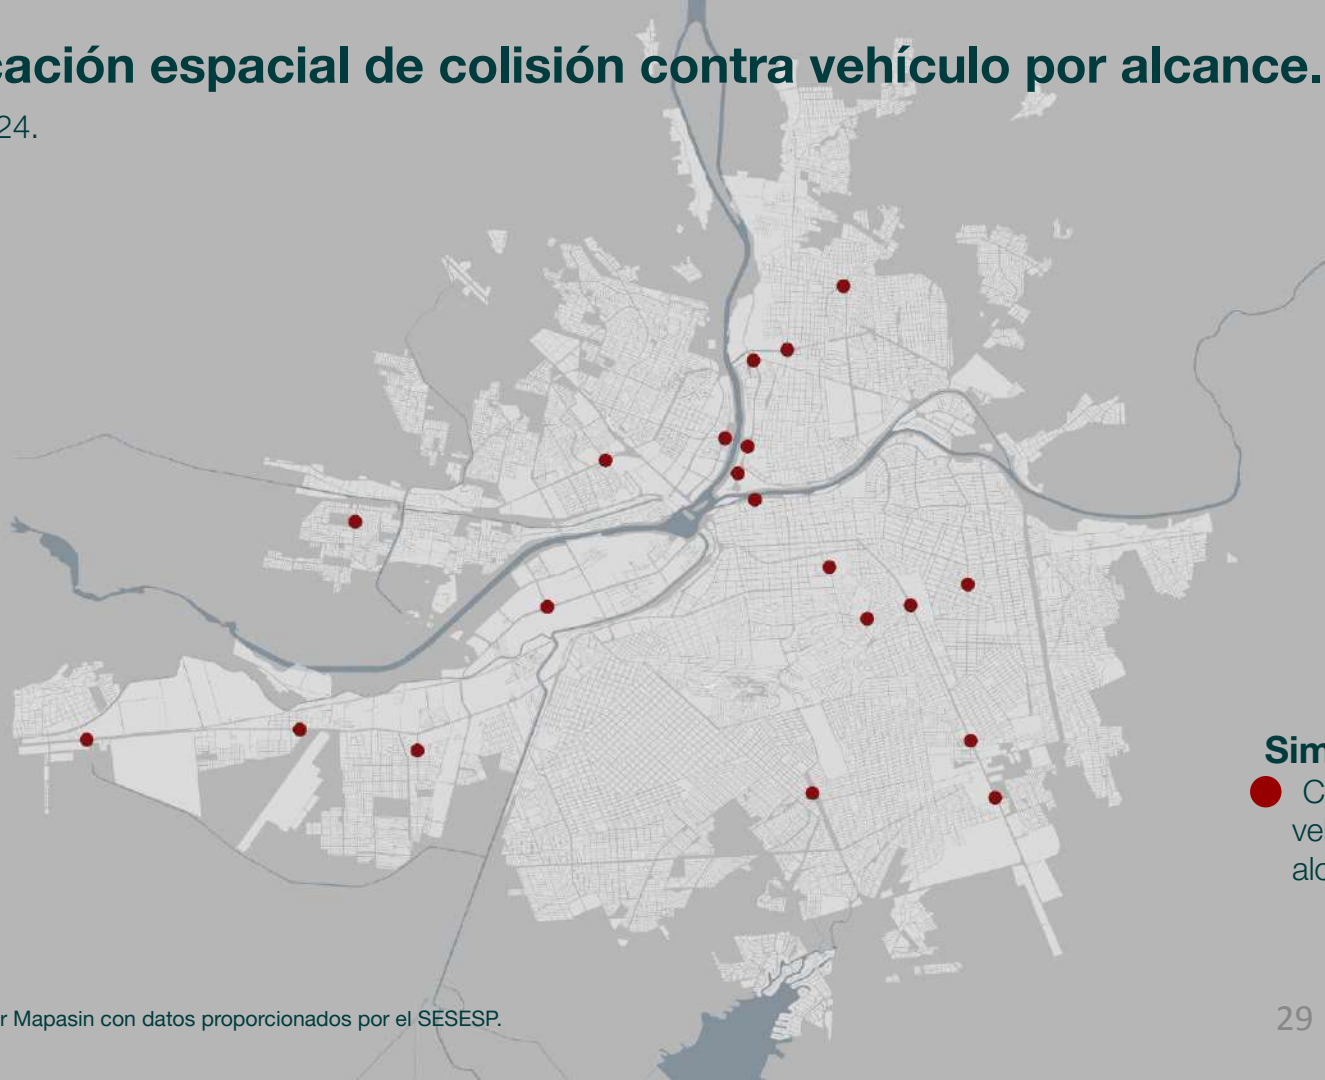 cación espacial de colisión contra vehículo por alcance.
24.
Sim
C
ve
alc
r Mapasin con datos proporcionados por el SESESP.
29